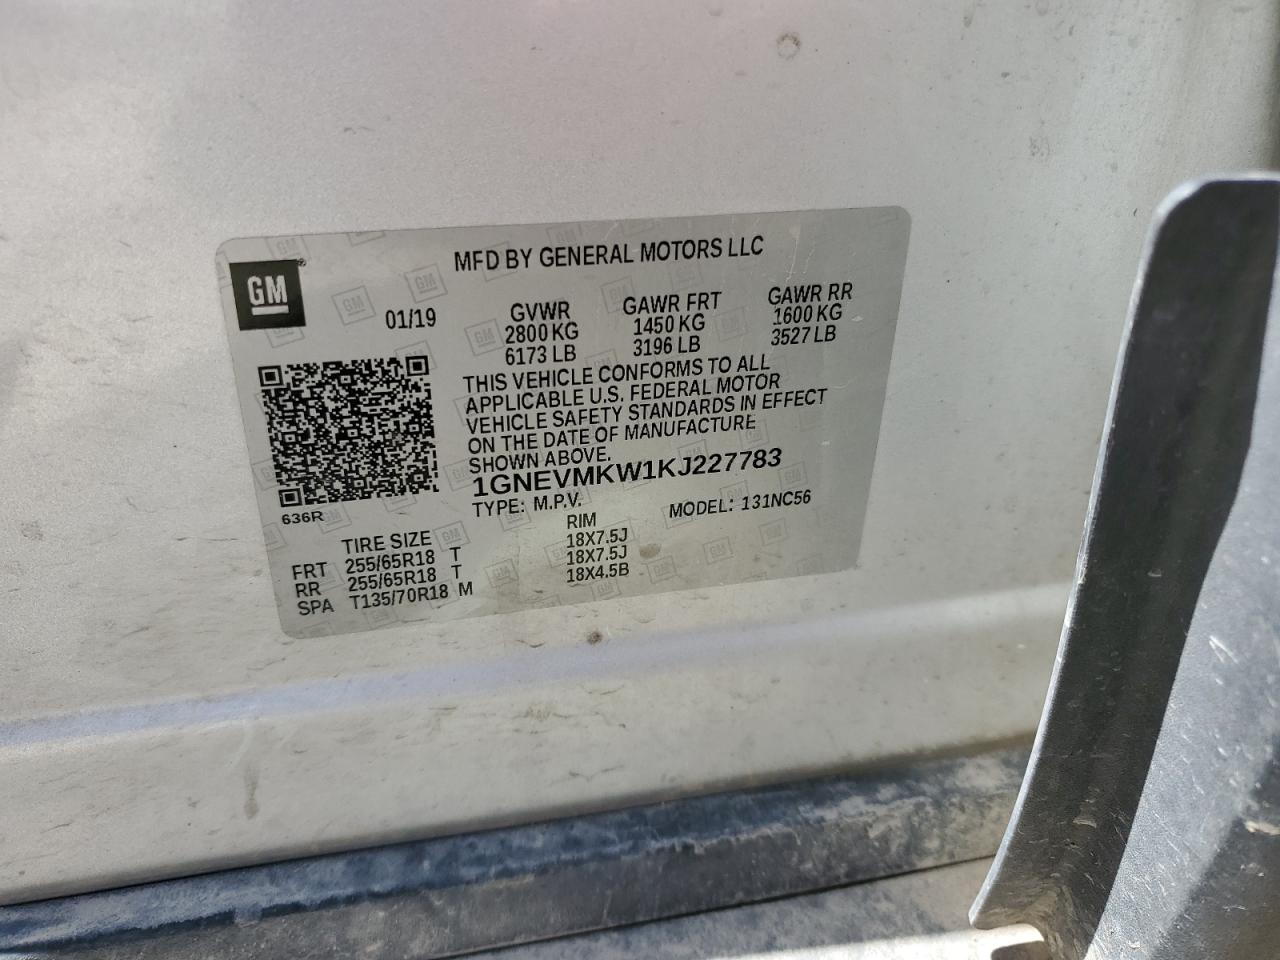 MFD BY GENERAL MOTORS LLC
GM
01/19
GVWR GAWR FRT GAWR RR
2800 KG 1450 KG 1600 KG
6173 LB 3196 LB 3527 LB
THIS VEHICLE CONFORMS TO ALL
APPLICABLE U.S. FEDERAL MOTOR
VEHICLE SAFETY STANDARDS IN EFFECT
ON THE DATE OF MANUFACTURE
SHOWN ABOVE.
1GNEVMKW1KJ227783
TYPE: M.P.V. MODEL: 131NC56
636R
TIRE SIZE RIM
FRT 255/65R18 T 18X7.5J
RR 255/65R18 T 18X7.5J
SPA T135/70R18 M 18X4.5B